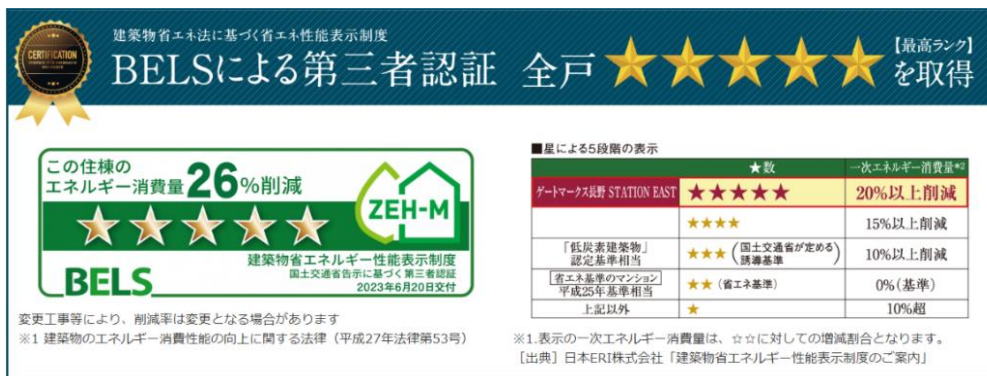 CERTIFICATION
建築物省エネ法に基づく省エネ性能表示制度
BELSによる第三者認証 全戸★★★★★【最高ランク】を取得
この住棟の
エネルギー消費量26%削減
★★★★★
ZEH-M
建築物省エネルギー性能表示制度
国土交通省告示に基づく第三者認証
2023年6月20日交付
BELS
変更工事等により、削減率は変更となる場合があります
※1 建築物のエネルギー消費性能の向上に関する法律（平成27年法律第53号）
■星による5段階の表示
★数 一次エネルギー消費量※2
ゲートマークス長野 STATION EAST ★★★★★ 20%以上削減
★★★★ 15%以上削減
「低炭素建築物」認定基準相当 ★★★（国土交通省が定める誘導基準） 10%以上削減
省エネ基準のマンション 平成25年基準相当 ★★（省エネ基準） 0%(基準)
上記以外 ★ 10%超
※1.表示の一次エネルギー消費量は、☆☆に対しての増減割合となります。
［出典］日本ERI株式会社「建築物省エネルギー性能表示制度のご案内」